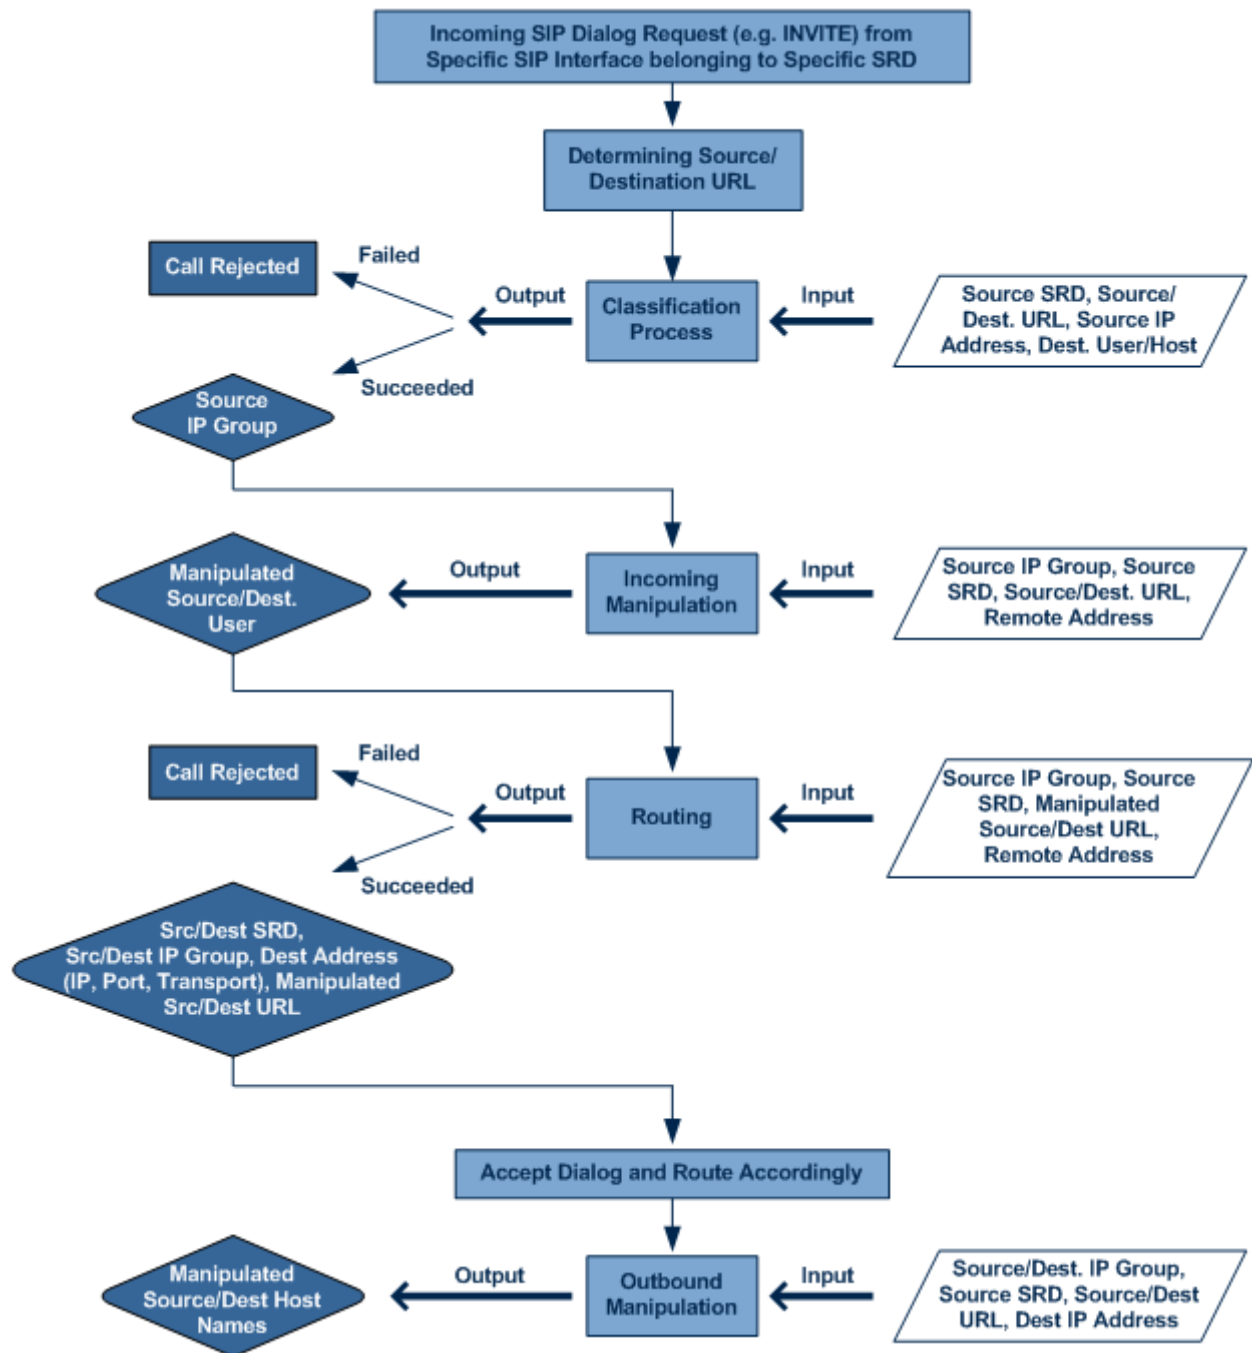 Incoming SIP Dialog Request (e.g. INVITE) from
Specific SIP Interface belonging to Specific SRD
Determining Source/
Destination URL
Call Rejected
Failed
Output
Classification
Process
Input
Source SRD, Source/
Dest. URL, Source IP
Address, Dest. User/Host
Succeeded
Source
IP Group
Manipulated
Source/Dest.
User
Output
Incoming
Manipulation
Input
Source IP Group, Source
SRD, Source/Dest. URL,
Remote Address
Call Rejected
Failed
Output
Routing
Input
Source IP Group, Source
SRD, Manipulated
Source/Dest URL,
Remote Address
Succeeded
Src/Dest SRD,
Src/Dest IP Group, Dest Address
(IP, Port, Transport), Manipulated
Src/Dest URL
Accept Dialog and Route Accordingly
Manipulated
Source/Dest Host
Names
Output
Outbound
Manipulation
Input
Source/Dest. IP Group,
Source SRD, Source/Dest
URL, Dest IP Address